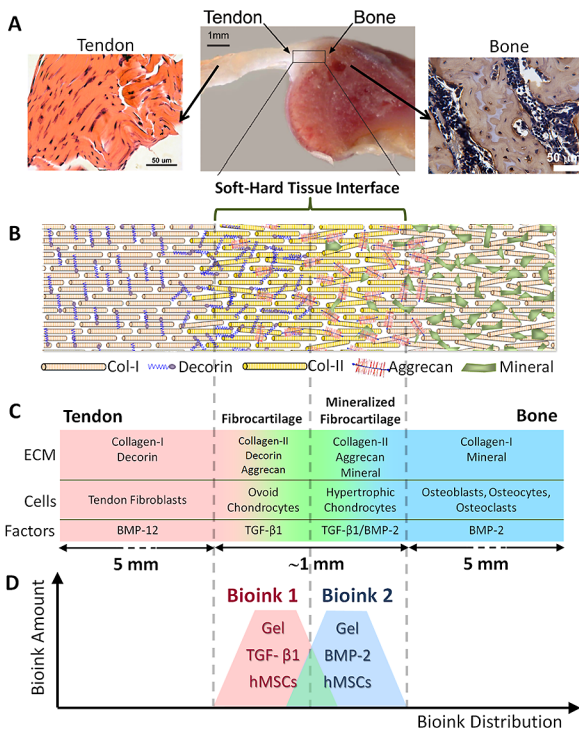 A
Tendon
Bone
1mm
Tendon
Bone
50 um
50 um
Soft-Hard Tissue Interface
B
Col-I
Decorin
Col-II
Aggrecan
Mineral
C
Tendon
Fibrocartilage
Mineralized
Fibrocartilage
Bone
ECM
Collagen-I
Decorin
Collagen-II
Decorin
Aggrecan
Collagen-II
Aggrecan
Mineral
Collagen-I
Mineral
Cells
Tendon Fibroblasts
Ovoid
Chondrocytes
Hypertrophic
Chondrocytes
Osteoblasts, Osteocytes,
Osteoclasts
Factors
BMP-12
TGF-β1
TGF-β1/BMP-2
BMP-2
5 mm
~1 mm
5 mm
D
Bioink Amount
Bioink 1
Gel
TGF- β1
hMSCs
Bioink 2
Gel
BMP-2
hMSCs
Bioink Distribution